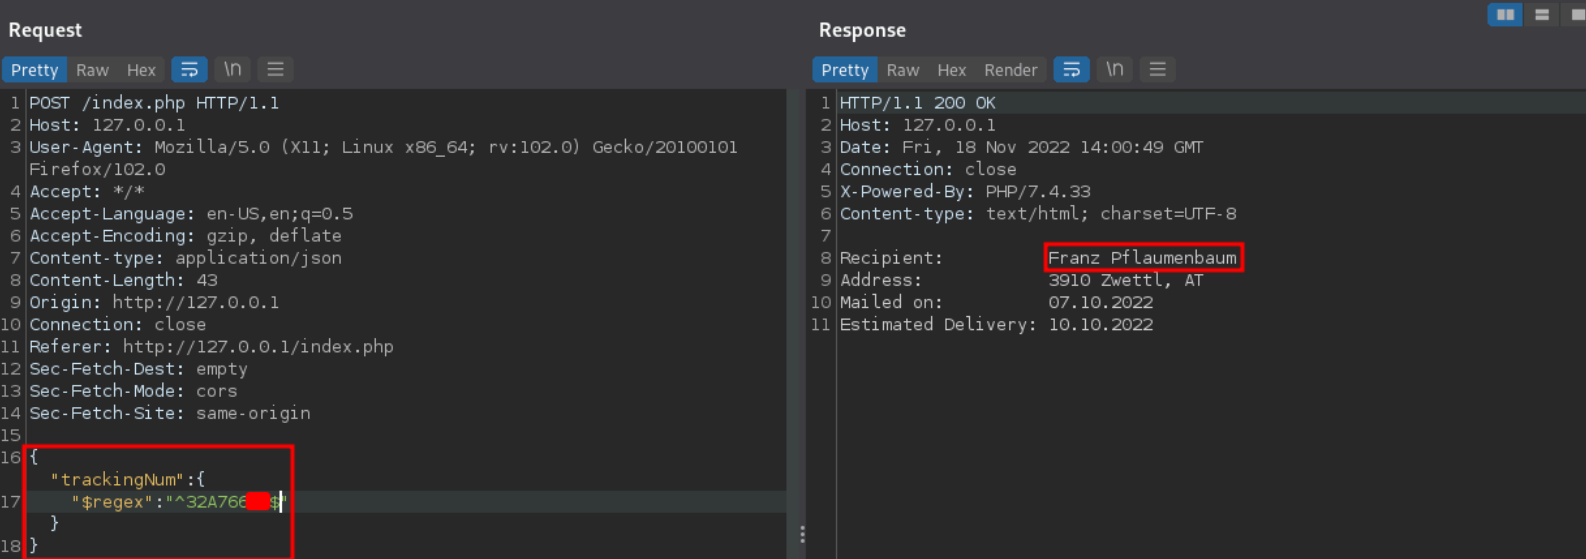 Request
Pretty Raw Hex \n
1 POST /index.php HTTP/1.1
2 Host: 127.0.0.1
3 User-Agent: Mozilla/5.0 (X11; Linux x86_64; rv:102.0) Gecko/20100101
Firefox/102.0
4 Accept: */*
5 Accept-Language: en-US,en;q=0.5
6 Accept-Encoding: gzip, deflate
7 Content-type: application/json
8 Content-Length: 43
9 Origin: http://127.0.0.1
10 Connection: close
11 Referer: http://127.0.0.1/index.php
12 Sec-Fetch-Dest: empty
13 Sec-Fetch-Mode: cors
14 Sec-Fetch-Site: same-origin
15
16 {
"trackingNum":{
17 "$regex":"^32A766 $"
}
18 }
Response
Pretty Raw Hex Render \n
1 HTTP/1.1 200 OK
2 Host: 127.0.0.1
3 Date: Fri, 18 Nov 2022 14:00:49 GMT
4 Connection: close
5 X-Powered-By: PHP/7.4.33
6 Content-type: text/html; charset=UTF-8
7
8 Recipient: Franz Pflaumenbaum
9 Address: 3910 Zwettl, AT
10 Mailed on: 07.10.2022
11 Estimated Delivery: 10.10.2022